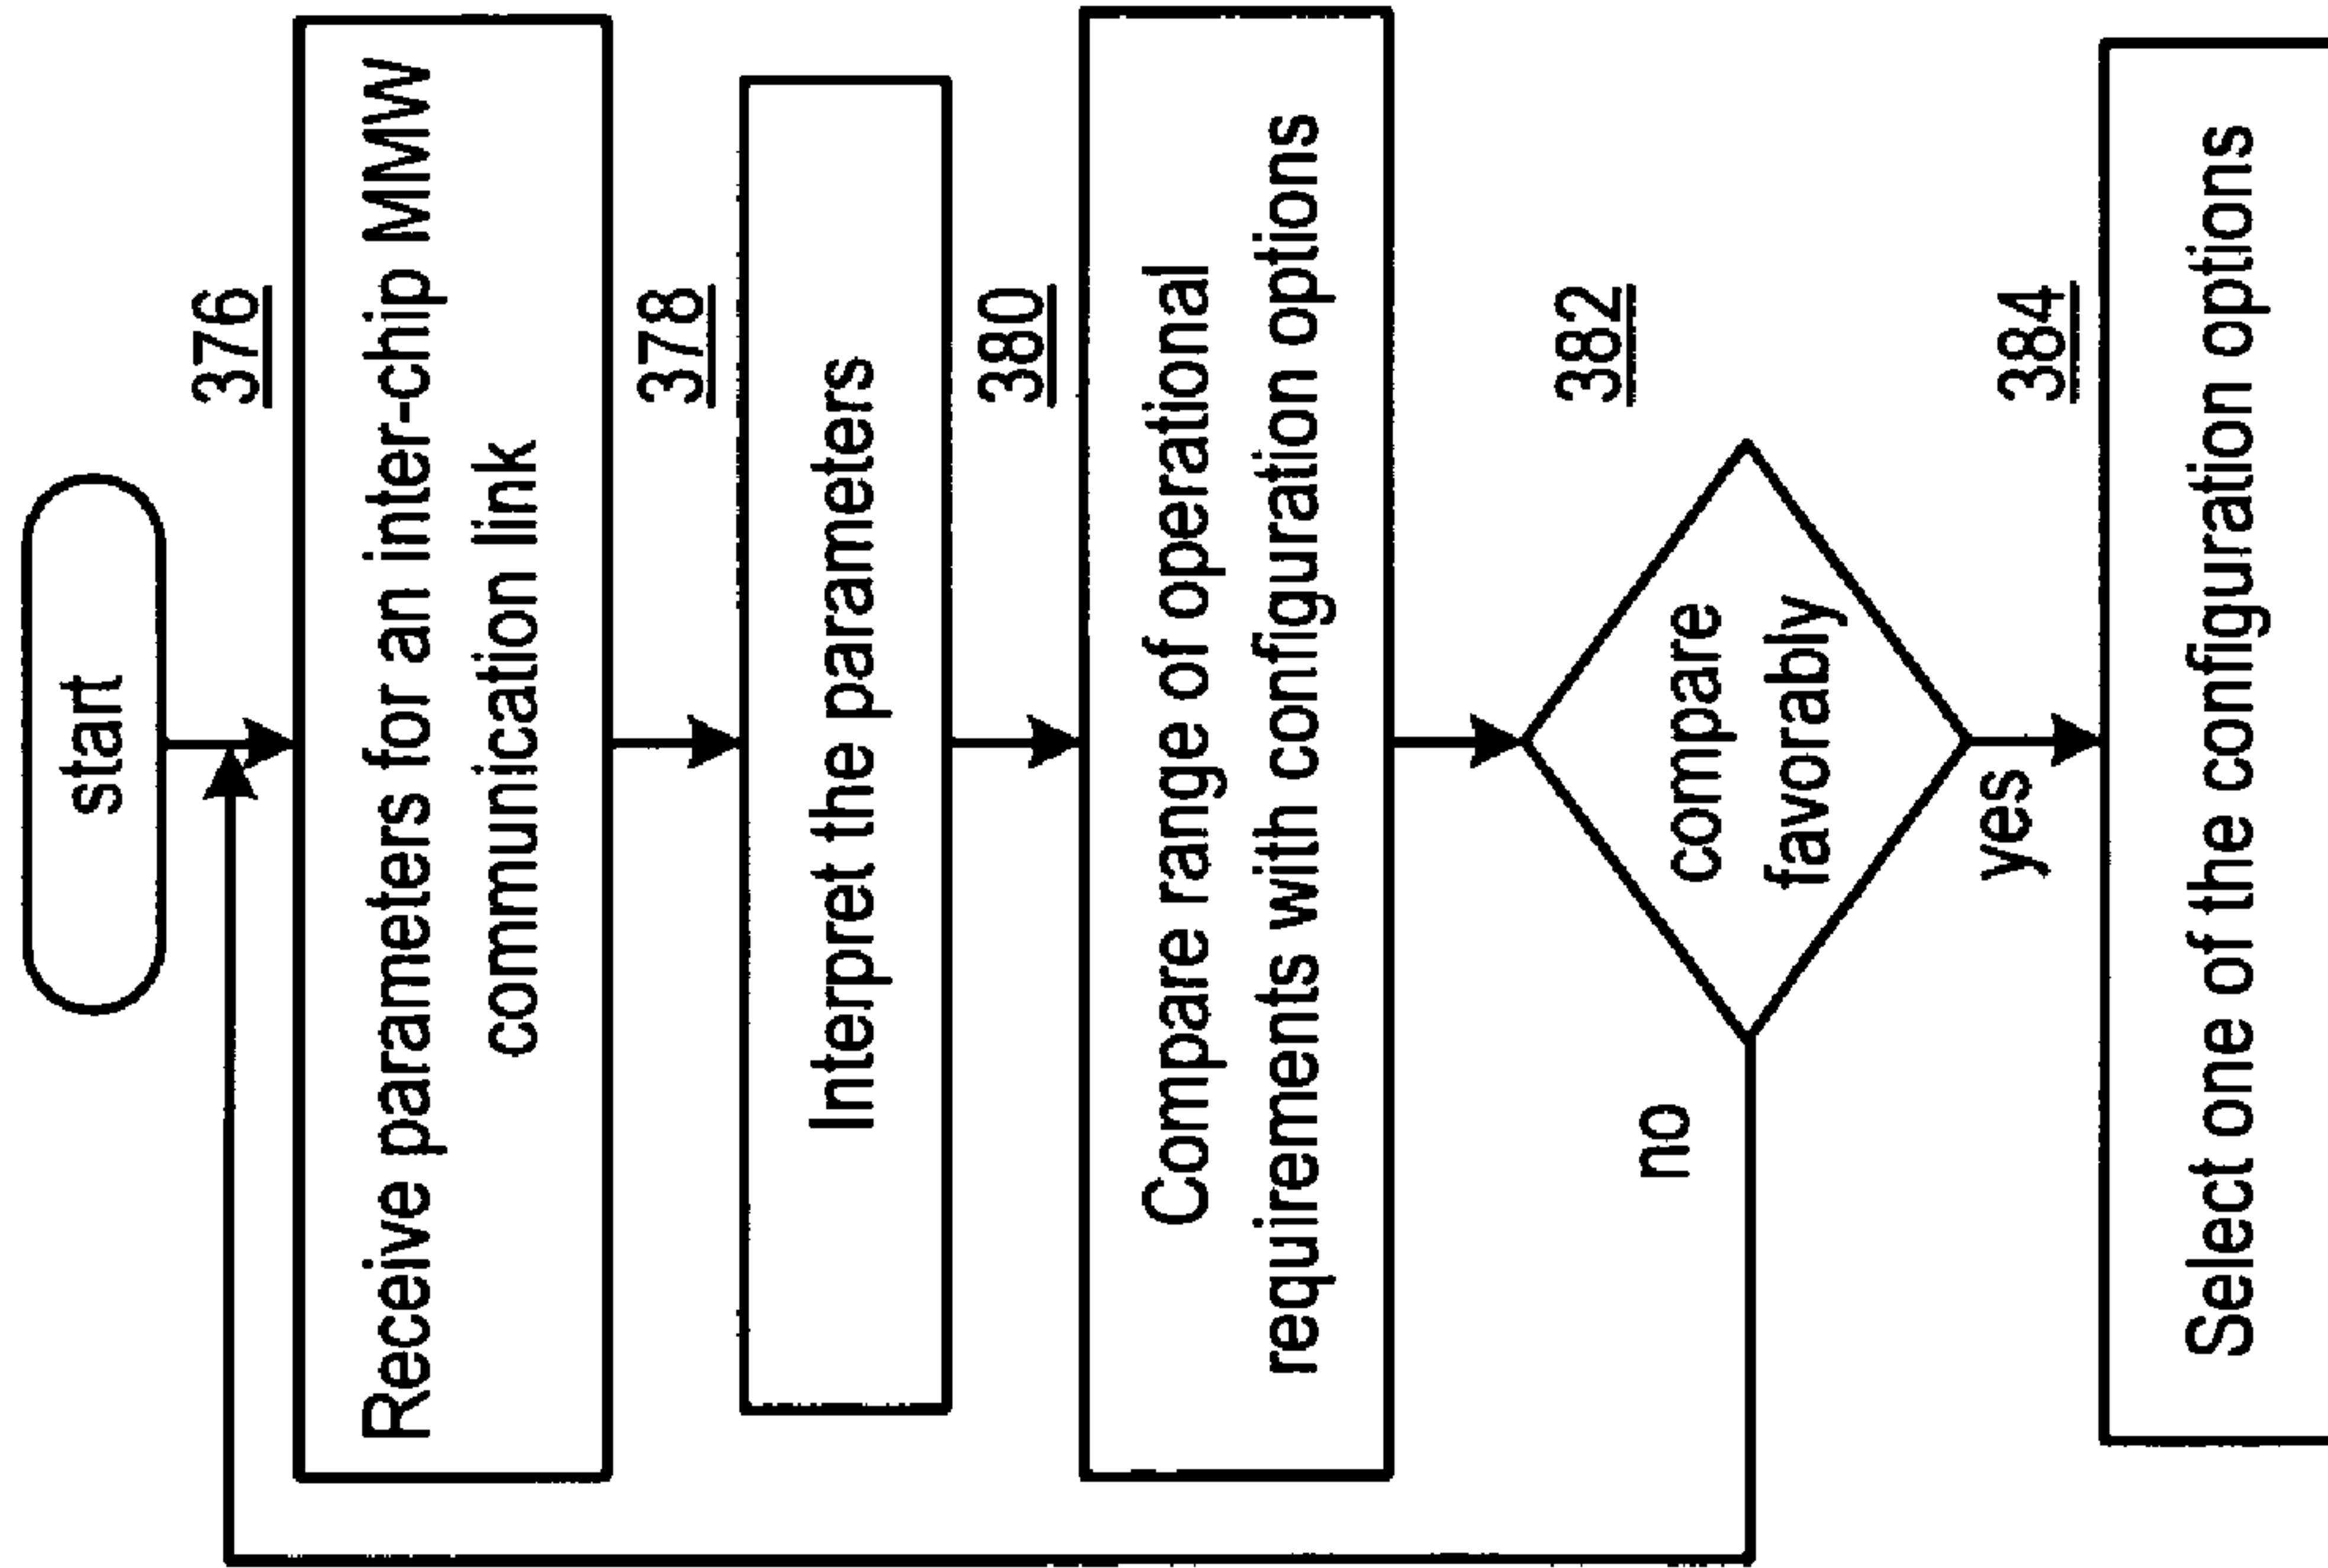 start
376
Receive parameters for an inter-chip MMW
communication link
378
Interpret the parameters
380
Compare range of operational
requirements with configuration options
382
compare
favorably
no
yes
384
Select one of the configuration options